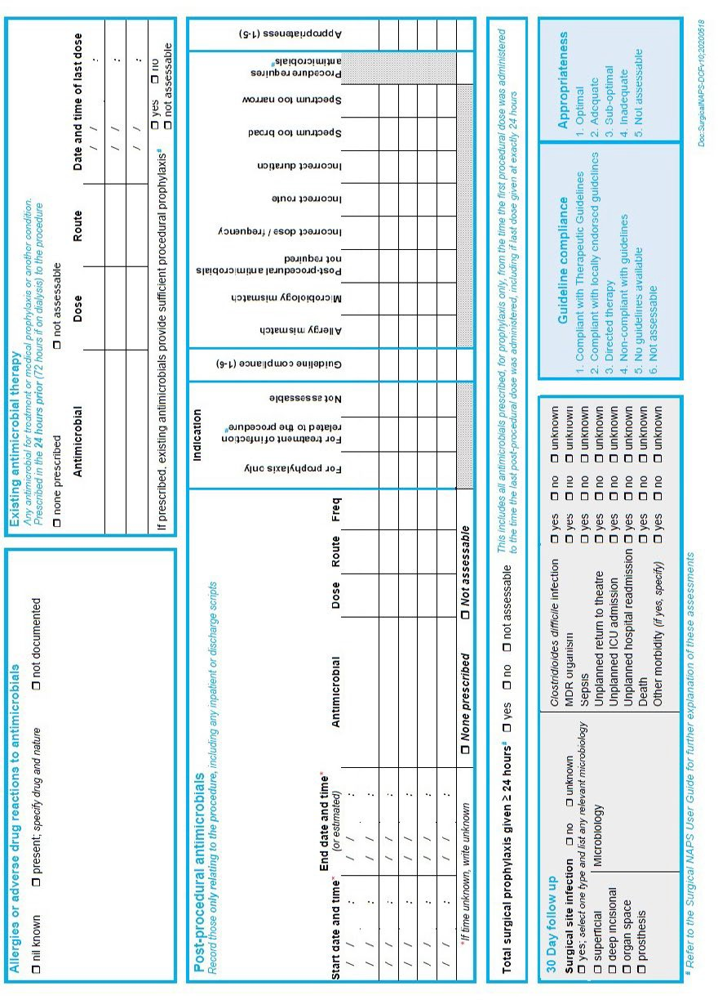 Allergies or adverse drug reactions to antimicrobials
❒ nil known ❒ present; specify drug and nature ❒ not documented
Existing antimicrobial therapy
Any antimicrobial for treatment or medical prophylaxis or another condition.
Prescribed in the 24 hours prior (72 hours if on dialysis) to the procedure
❒ none prescribed ❒ not assessable
Antimicrobial Dose Route Date and time of last dose
/ / :
/ / :
/ / :
If prescribed, existing antimicrobials provide sufficient procedural prophylaxis# ❒ yes ❒ no
❒ not assessable
Post-procedural antimicrobials
Record those only relating to the procedure, including any inpatient or discharge scripts
Indication
Start date and time*
End date and time*
(or estimated)
Antimicrobial
Dose
Route
Freq
For prophylaxis only
For treatment of infection
related to the procedure#
Not assessable
Guideline compliance (1-6)
Allergy mismatch
Microbiology mismatch
Post-procedural antimicrobials
not required
Incorrect dose / frequency
Incorrect route
Incorrect duration
Spectrum too broad
Spectrum too narrow
Procedure requires
antimicrobials#
Appropriateness (1-5)
/ / : / / :
/ / : / / :
/ / : / / :
/ / : / / :
/ / : / / :
/ / : / / :
*If time unknown, write unknown ❒ None prescribed ❒ Not assessable
Total surgical prophylaxis given ≥ 24 hours# ❒ yes ❒ no ❒ not assessable
This includes all antimicrobials prescribed, for prophylaxis only, from the time the first procedural dose was administered
to the time the last post-procedural dose was administered, including if last dose given at exactly 24 hours
30 Day follow up
Surgical site infection ❒ no ❒ unknown
❒ yes; select one type and list any relevant microbiology
❒ superficial
❒ deep incisional
❒ organ space
❒ prosthesis
Microbiology
Clostridioides difficile infection ❒ yes ❒ no ❒ unknown
MDR organism ❒ yes ❒ no ❒ unknown
Sepsis ❒ yes ❒ no ❒ unknown
Unplanned return to theatre ❒ yes ❒ no ❒ unknown
Unplanned ICU admission ❒ yes ❒ no ❒ unknown
Unplanned hospital readmission ❒ yes ❒ no ❒ unknown
Death ❒ yes ❒ no ❒ unknown
Other morbidity (if yes, specify) ❒ yes ❒ no ❒ unknown
Guideline compliance
1. Compliant with Therapeutic Guidelines
2. Compliant with locally endorsed guidelines
3. Directed therapy
4. Non-compliant with guidelines
5. No guidelines available
6. Not assessable
Appropriateness
1. Optimal
2. Adequate
3. Sub-optimal
4. Inadequate
5. Not assessable
# Refer to the Surgical NAPS User Guide for further explanation of these assessments
Doc:SurgicalNAPS-DCFv10;20200518